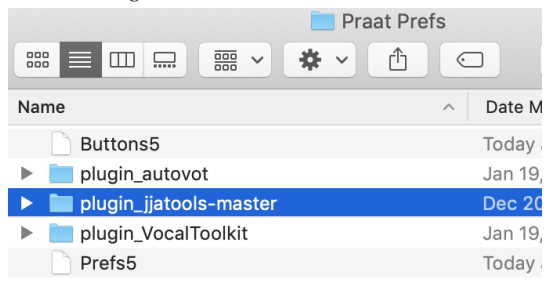 Praat Prefs
Name Date M
Buttons5 Today
plugin_autovot Jan 19,
plugin_jjatools-master Dec 20
plugin_VocalToolkit Jan 19,
Prefs5 Today